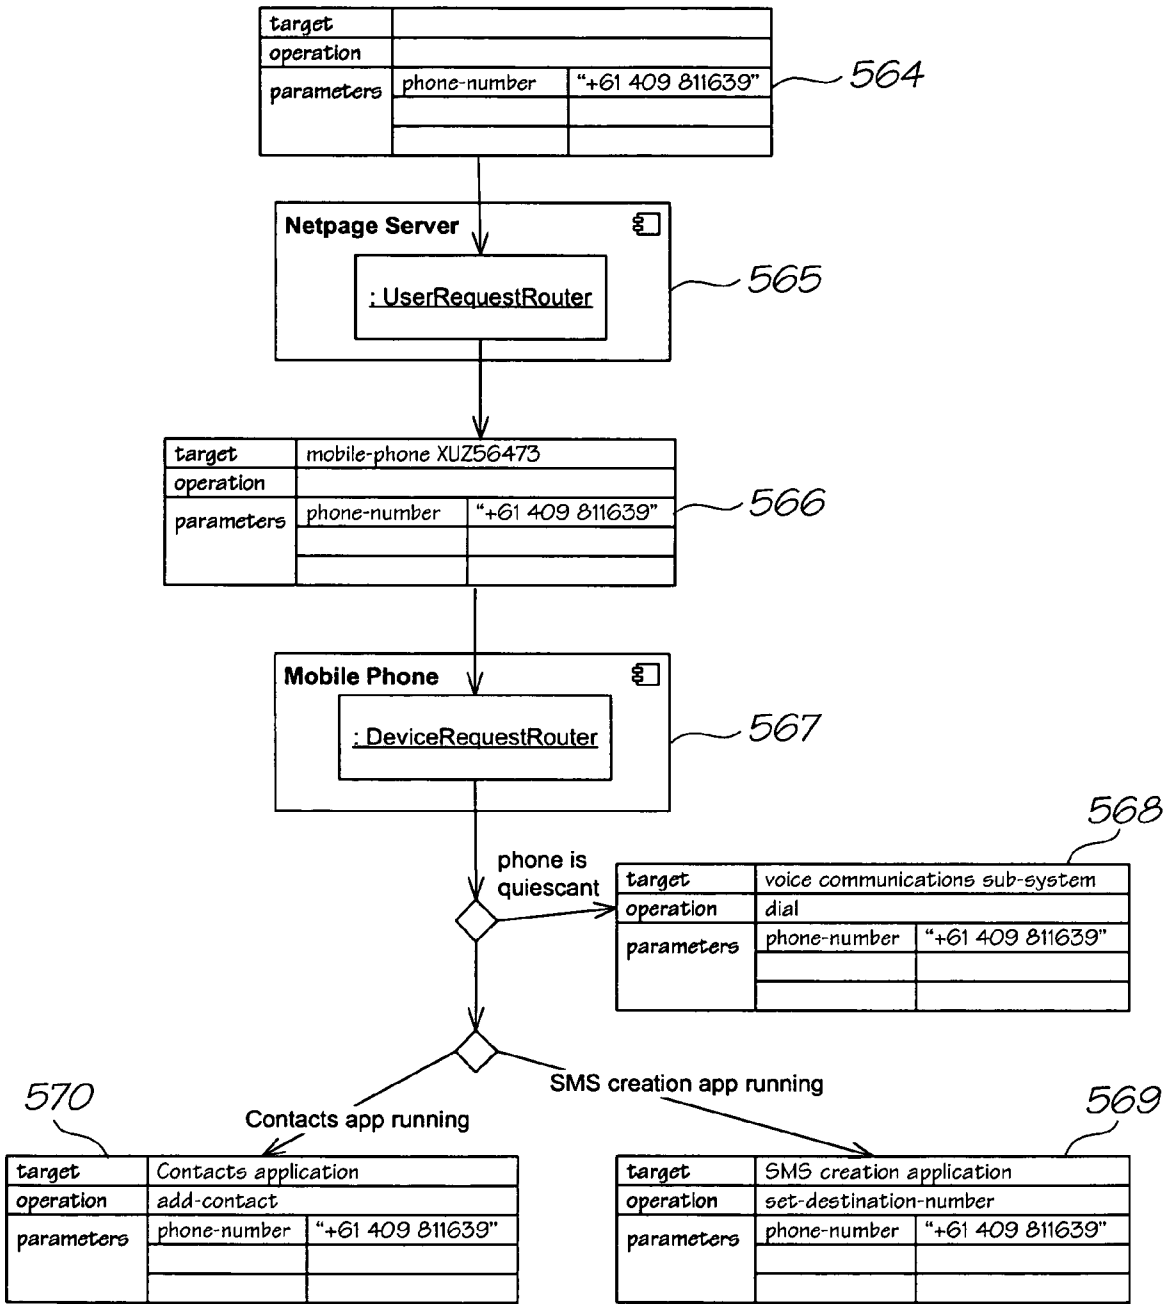 target
operation
parameters phone-number "+61 409 811639"
564
Netpage Server
: UserRequestRouter
565
target mobile-phone XUZ56473
operation
parameters phone-number "+61 409 811639"
566
Mobile Phone
: DeviceRequestRouter
567
phone is
quiescant
568
target voice communications sub-system
operation dial
parameters phone-number "+61 409 811639"
SMS creation app running
Contacts app running
570
target Contacts application
operation add-contact
parameters phone-number "+61 409 811639"
569
target SMS creation application
operation set-destination-number
parameters phone-number "+61 409 811639"